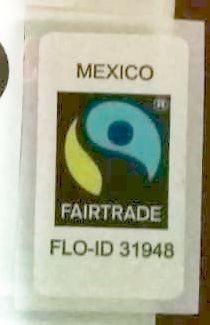 MEXICO
®
FAIRTRADE
FLO-ID 31948